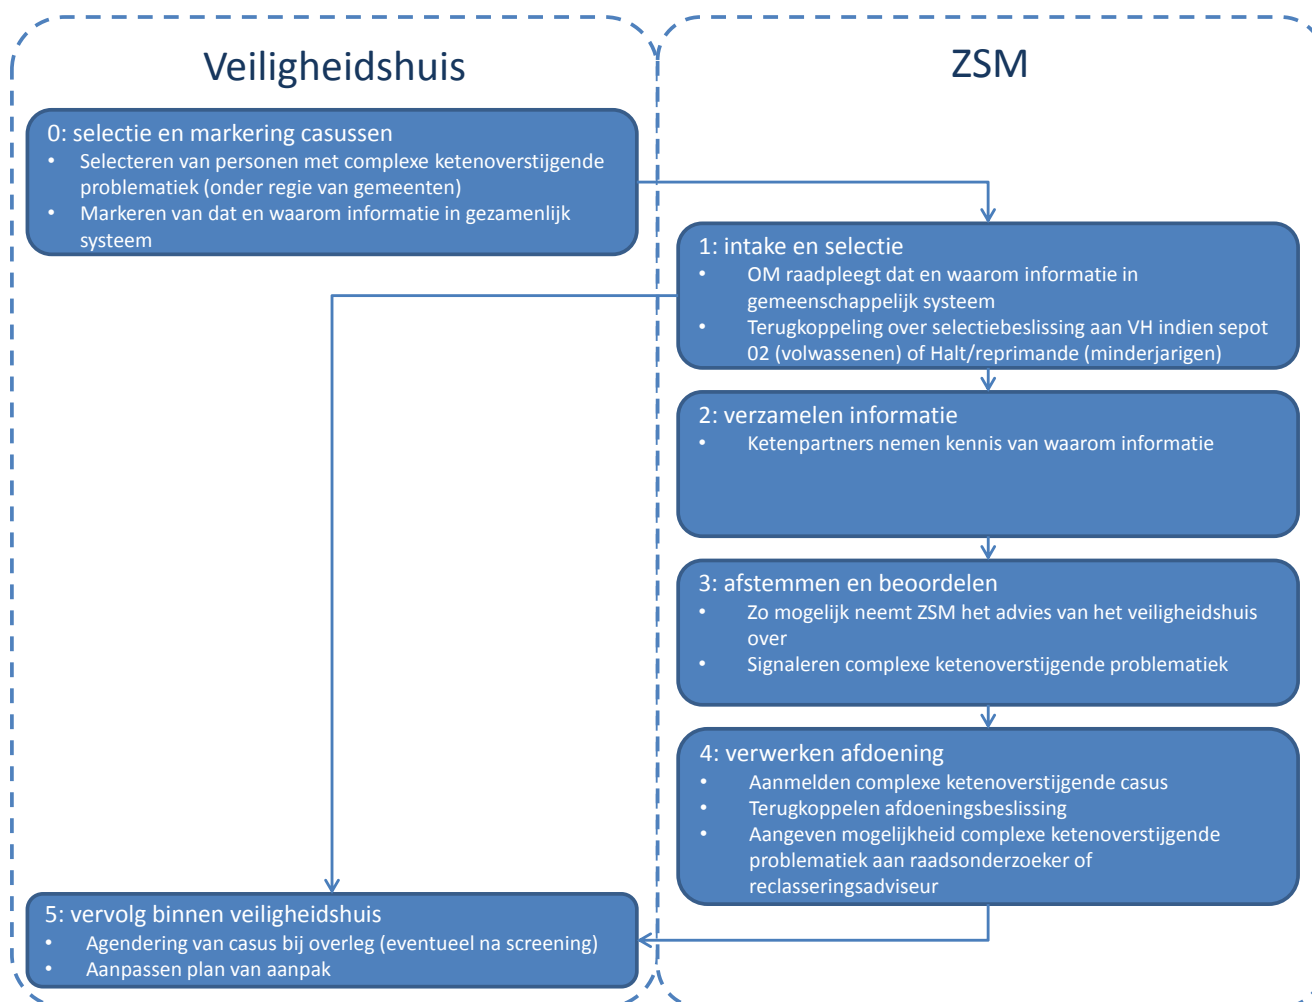 Veiligheidshuis
ZSM
0: selectie en markering casussen
• Selecteren van personen met complexe ketenoverstijgende
problematiek (onder regie van gemeenten)
• Markeren van dat en waarom informatie in gezamenlijk
systeem
1: intake en selectie
• OM raadpleegt dat en waarom informatie in
gemeenschappelijk systeem
• Terugkoppeling over selectiebeslissing aan VH indien sepot
02 (volwassenen) of Halt/reprimande (minderjarigen)
2: verzamelen informatie
• Ketenpartners nemen kennis van waarom informatie
3: afstemmen en beoordelen
• Zo mogelijk neemt ZSM het advies van het veiligheidshuis
over
• Signaleren complexe ketenoverstijgende problematiek
4: verwerken afdoening
• Aanmelden complexe ketenoverstijgende casus
• Terugkoppelen afdoeningsbeslissing
• Aangeven mogelijkheid complexe ketenoverstijgende
problematiek aan raadsonderzoeker of
reclasseringsadviseur
5: vervolg binnen veiligheidshuis
• Agendering van casus bij overleg (eventueel na screening)
• Aanpassen plan van aanpak